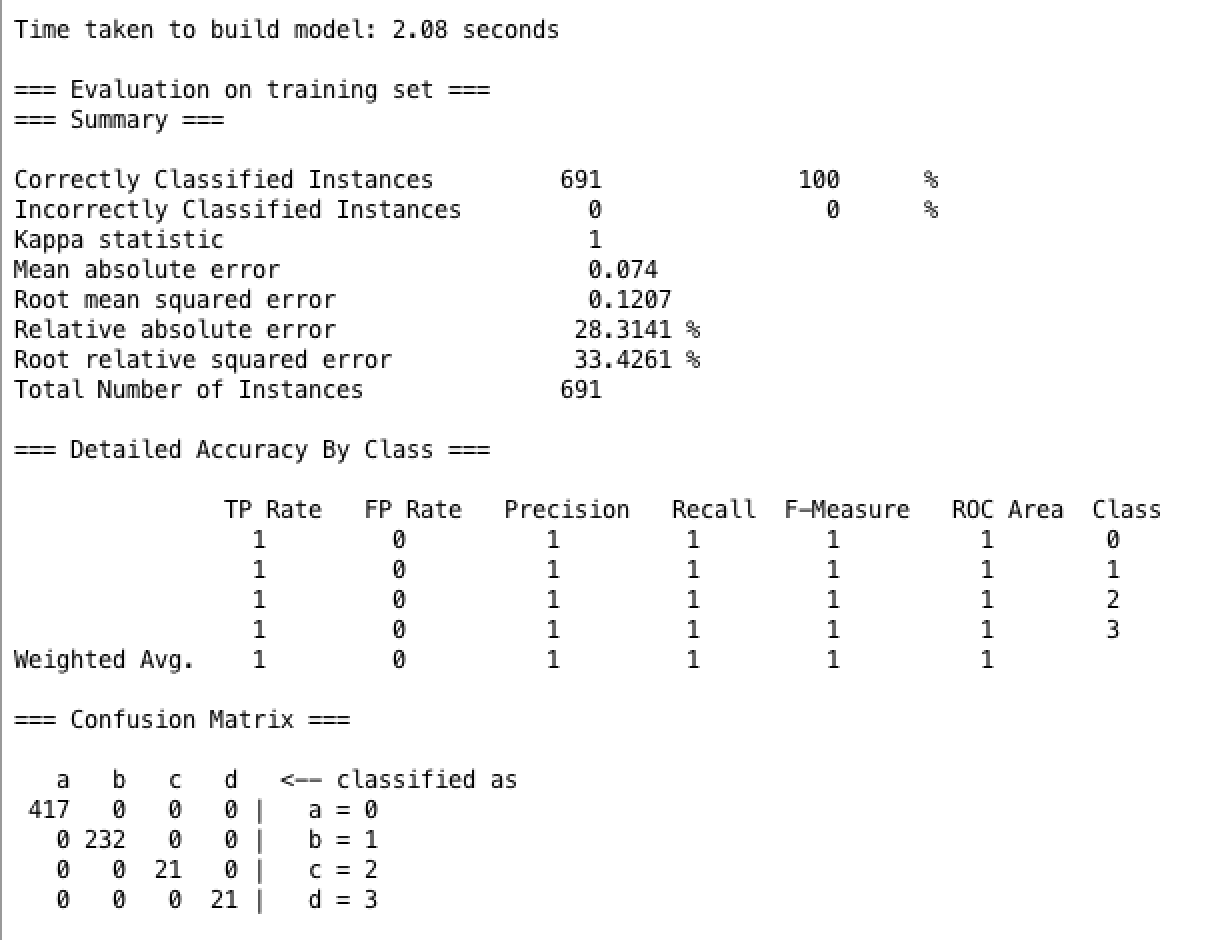 Time taken to build model: 2.08 seconds
=== Evaluation on training set ===
=== Summary ===
Correctly Classified Instances         691              100      %
Incorrectly Classified Instances         0                0      %
Kappa statistic                          1
Mean absolute error                      0.074
Root mean squared error                  0.1207
Relative absolute error                 28.3141 %
Root relative squared error             33.4261 %
Total Number of Instances              691
=== Detailed Accuracy By Class ===
               TP Rate   FP Rate   Precision   Recall  F-Measure   ROC Area  Class
                 1         0          1         1         1          1        0
                 1         0          1         1         1          1        1
                 1         0          1         1         1          1        2
                 1         0          1         1         1          1        3
Weighted Avg.    1         0          1         1         1          1
=== Confusion Matrix ===
   a   b   c   d   <-- classified as
 417   0   0   0 |   a = 0
   0 232   0   0 |   b = 1
   0   0  21   0 |   c = 2
   0   0   0  21 |   d = 3